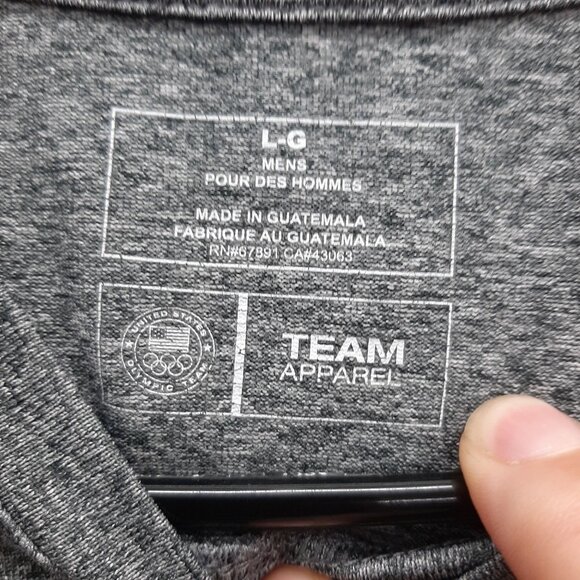 L-G
MENS
POUR DES HOMMES
MADE IN GUATEMALA
FABRIQUE AU GUATEMALA
RN#67891 CA#43063
UNITED STATES
OLYMPIC TEAM
TEAM
APPAREL